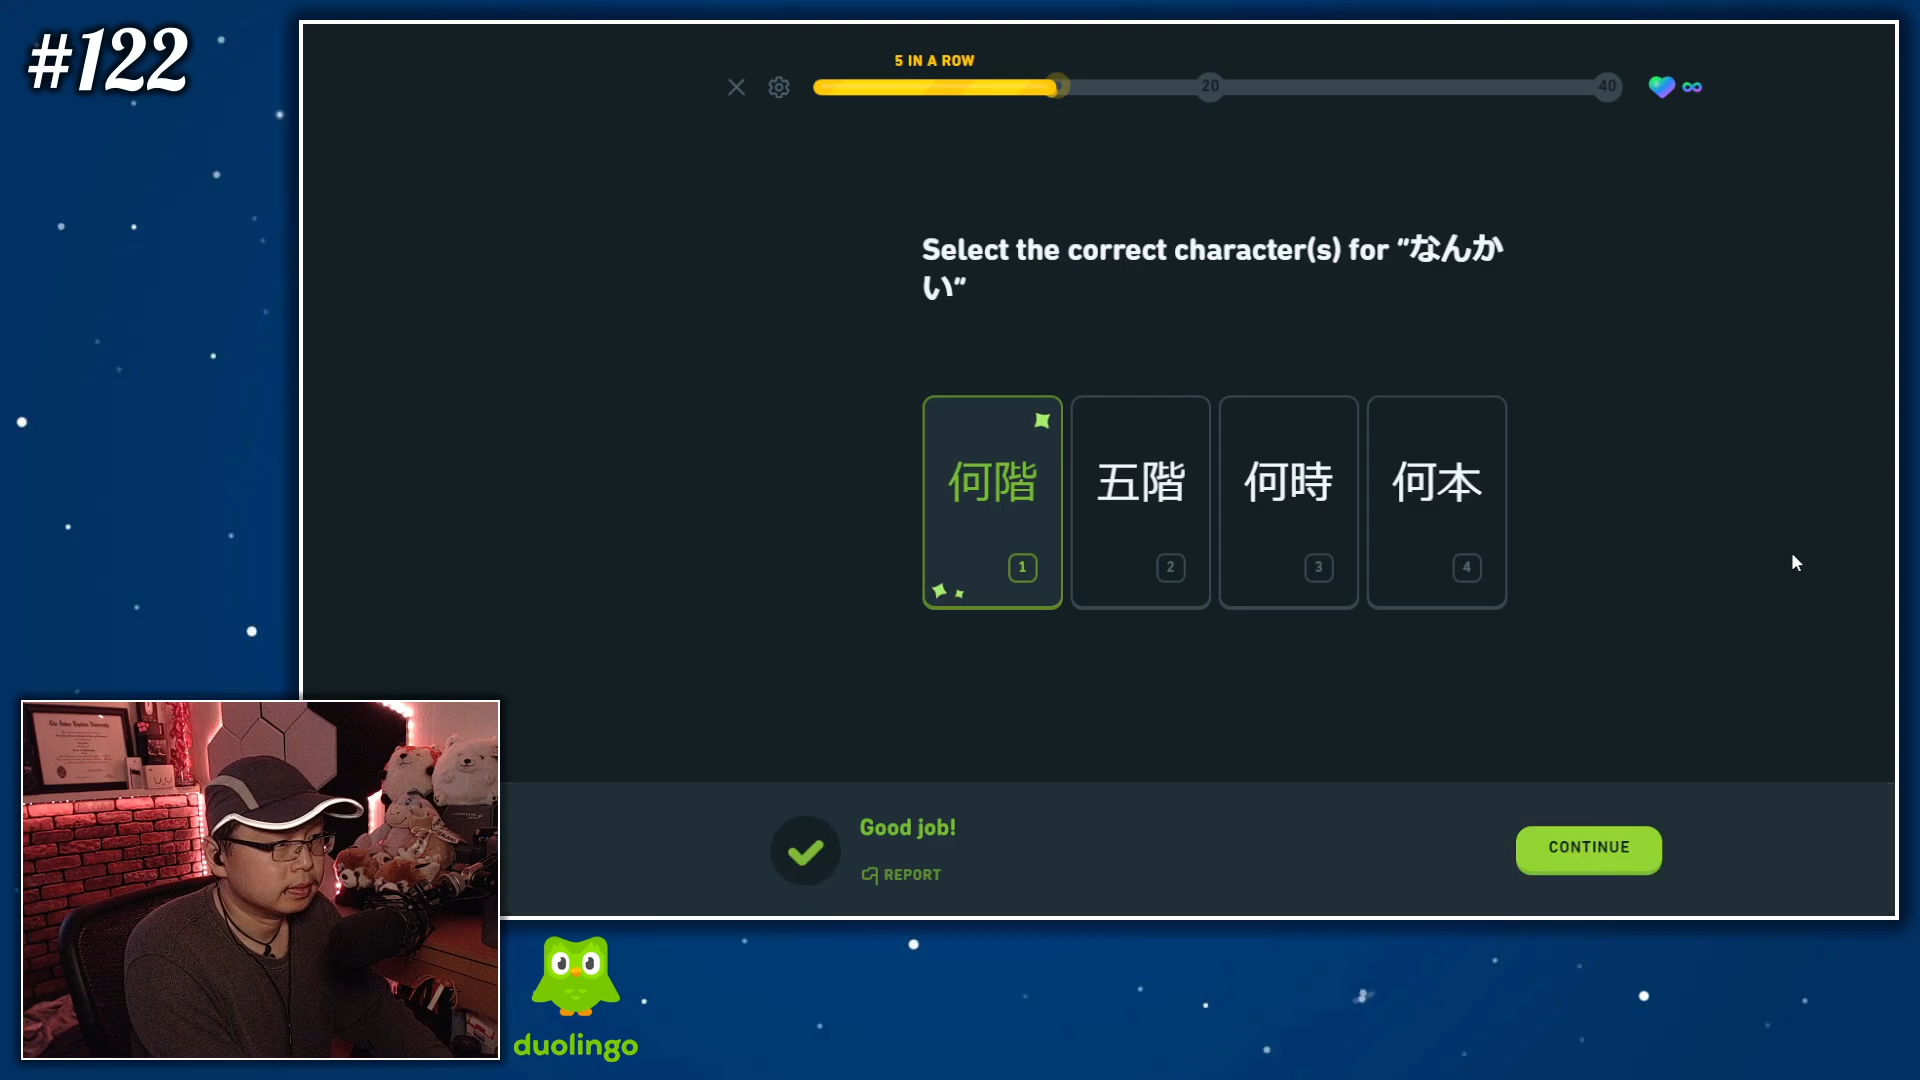 #122
5 IN A ROW
20
40
Select the correct character(s) for “なんか
い”
何階
五階
何時
何本
1
2
3
4
Good job!
REPORT
CONTINUE
duolingo